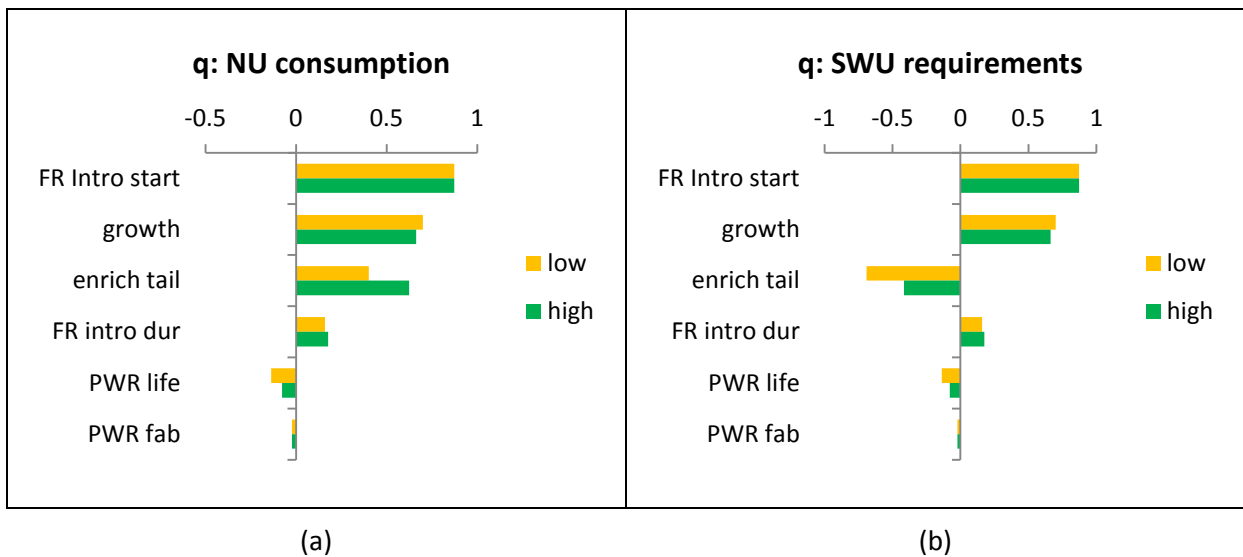 q: NU consumption
-0.5 0 0.5 1
FR Intro start
growth
enrich tail
FR intro dur
PWR life
PWR fab
low
high
(a)
q: SWU requirements
-1 -0.5 0 0.5 1
FR Intro start
growth
enrich tail
FR intro dur
PWR life
PWR fab
low
high
(b)